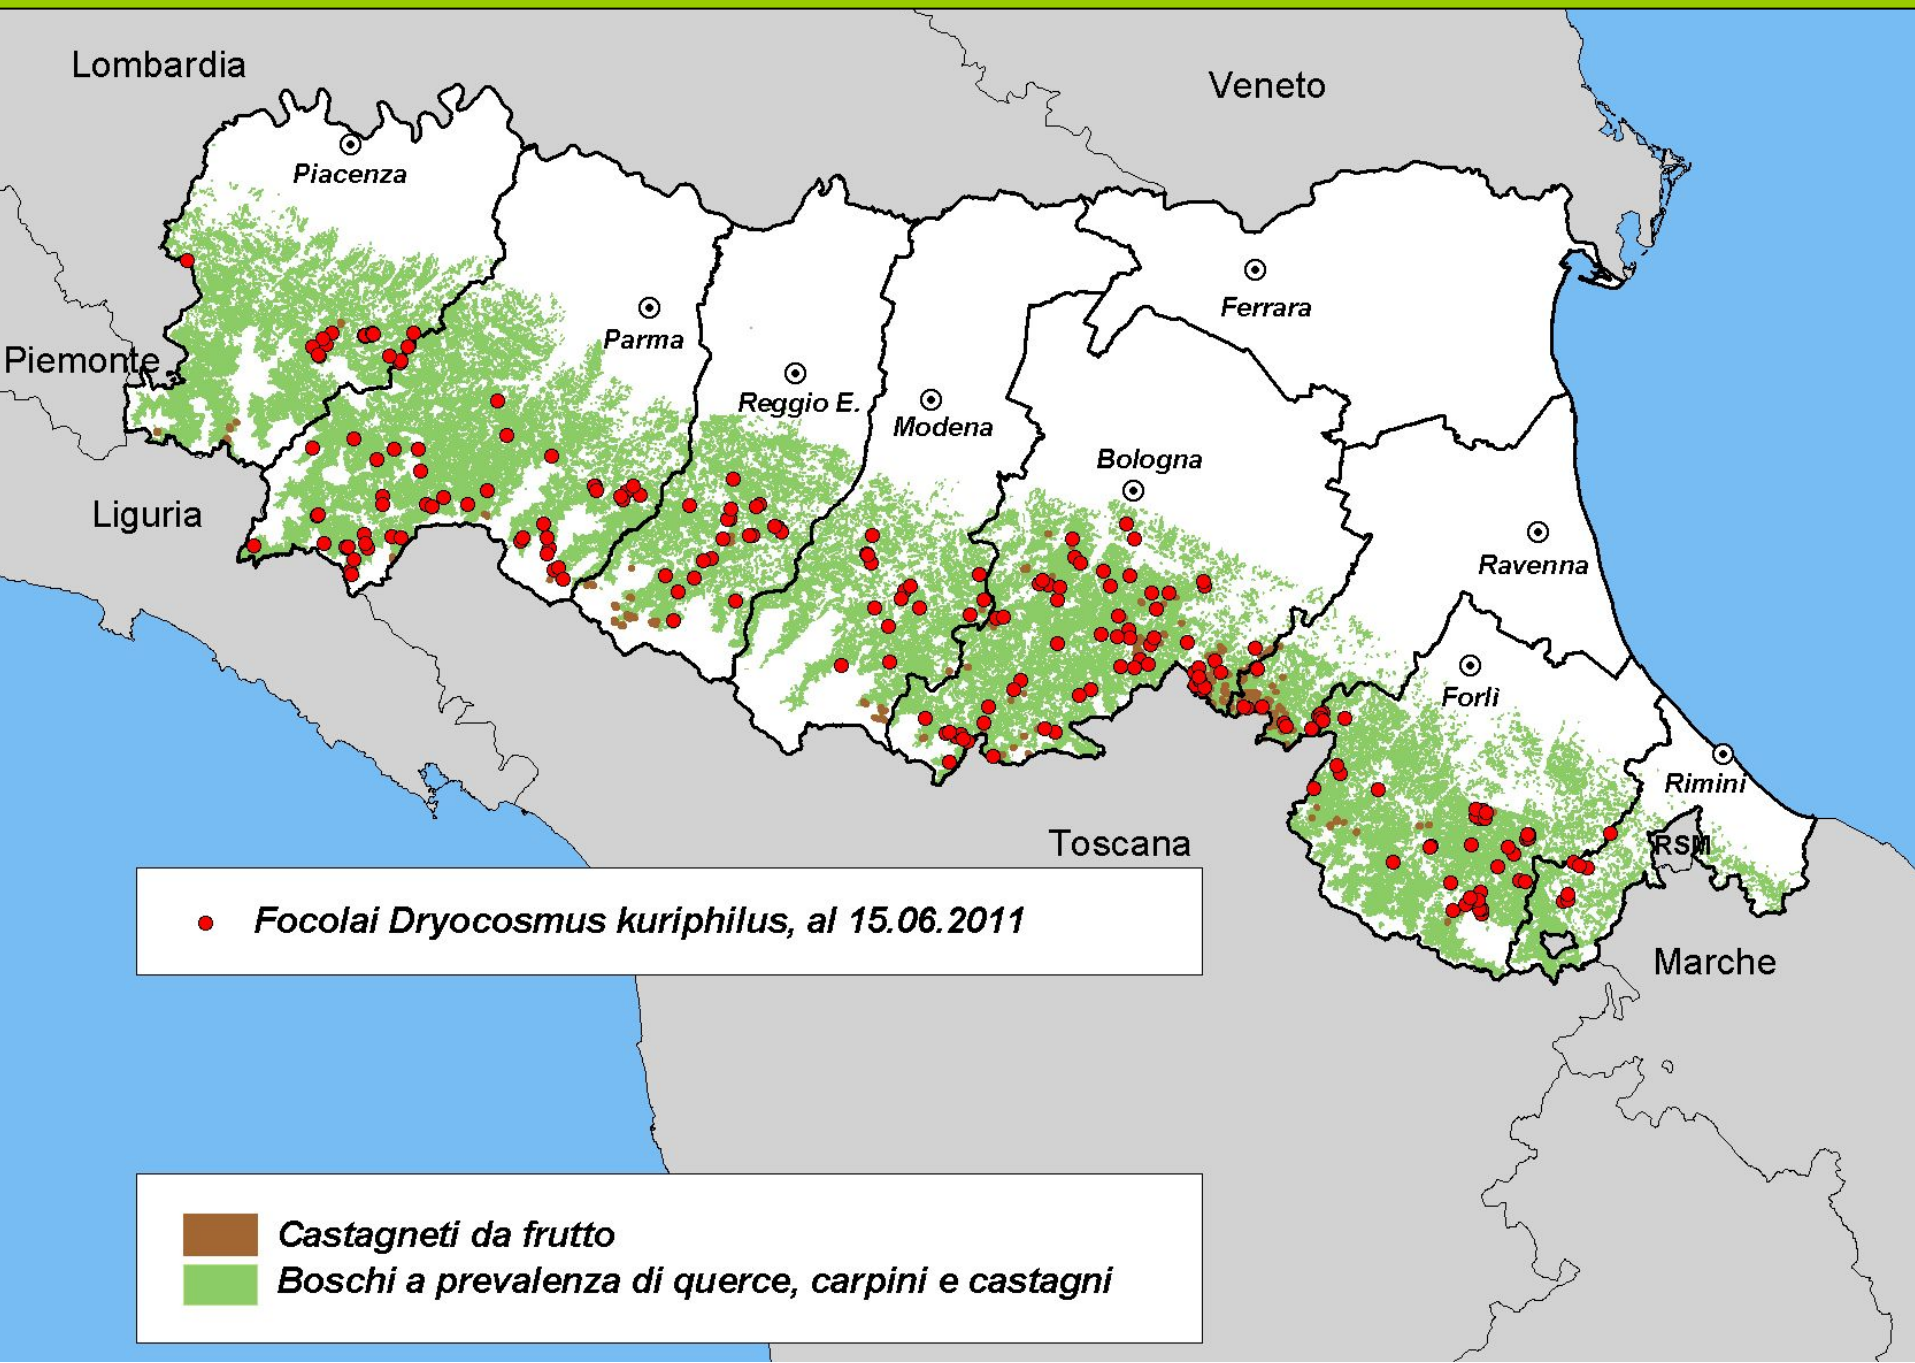 Lombardia
Veneto
Piacenza
Ferrara
Parma
Piemonte
Reggio E.
Modena
Bologna
Liguria
Ravenna
Forlì
Rimini
Toscana
RSM
Marche
Focolai Dryocosmus kuriphilus, al 15.06.2011
Castagneti da frutto
Boschi a prevalenza di querce, carpini e castagni